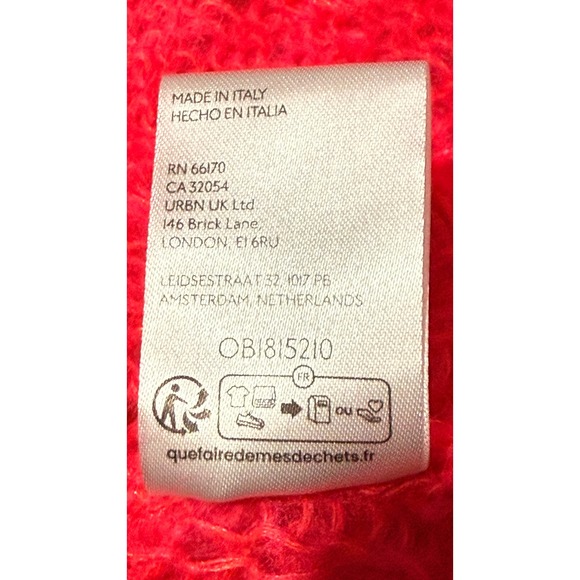 MADE IN ITALY
HECHO EN ITALIA
RN 66170
CA 32054
URBN UK Ltd.
146 Brick Lane,
LONDON, E1 6RU
LEIDSESTRAAT 32, 1017 PB
AMSTERDAM, NETHERLANDS
OB1815210
FR
ou
quefairedemesdechets.fr